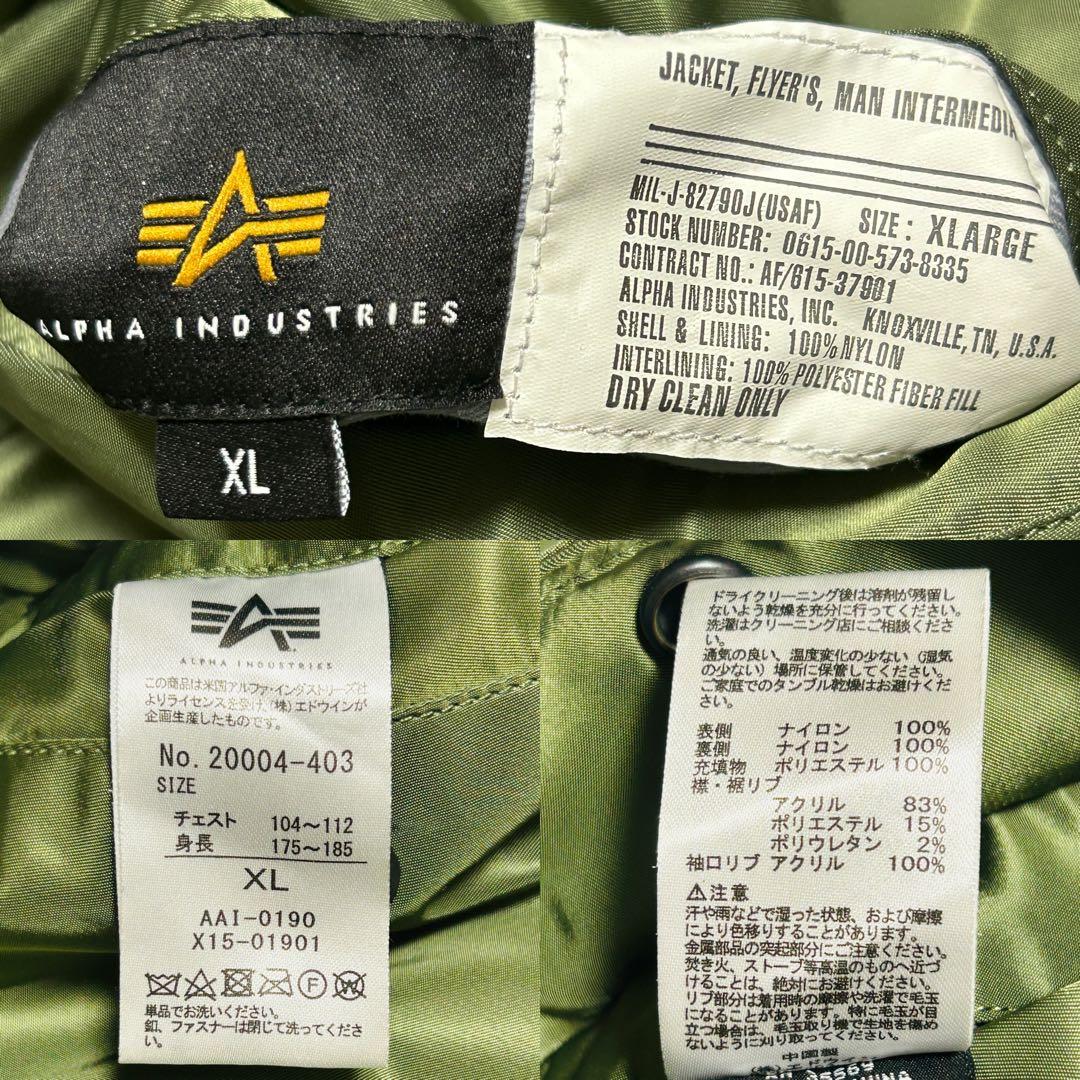 ALPHA INDUSTRIES
XL
JACKET, FLYER'S, MAN INTERMEDIA
MIL-J-82790J(USAF) SIZE: XLARGE
STOCK NUMBER: 0615-00-573-8335
CONTRACT NO.: AF/615-37901
ALPHA INDUSTRIES, INC. KNOXVILLE, TN, U.S.A.
SHELL & LINING: 100% NYLON
INTERLINING: 100% POLYESTER FIBER FILL
DRY CLEAN ONLY
ALPHA INDUSTRIES
この商品は米国アルファ・インダストリーズ社
よりライセンスを受け、(株)エドウインが
企画生産したものです。
No. 20004-403
SIZE
チェスト 104～112
身長 175～185
XL
AAI-0190
X15-01901
単品でお洗いください。
釦、ファスナーは閉じて洗ってくださ
い。
ドライクリーニング後は溶剤が残留し
ないよう乾燥を充分に行ってください。
洗濯はクリーニング店にご相談くださ
い。
通気の良い、温度変化の少ない（湿気
の少ない）場所に保管してください。
ご家庭でのタンブル乾燥はお避けくだ
さい。
表側 ナイロン 100%
裏側 ナイロン 100%
充填物 ポリエステル 100%
襟・裾リブ
アクリル 83%
ポリエステル 15%
ポリウレタン 2%
袖口リブ アクリル 100%
⚠注意
汗や雨などで湿った状態、および摩擦
により色移りすることがあります。
金属部品の突起部分にご注意ください。
焚き火、ストーブ等高温のものへ近づ
けることは、絶対にお避けください。
リブ部分は着用時の摩擦や洗濯で毛玉
になることがあります。特に毛玉が目
立つ場合は、毛玉取り機で生地を傷め
ないように刈り取ってください。
中国製
(株)エドウイン